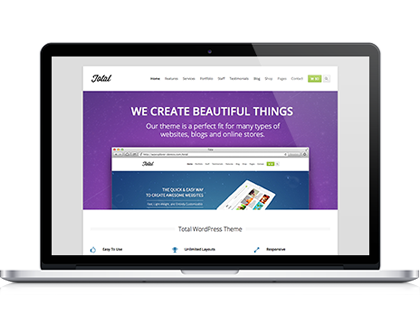 Total
Home Features Services Portfolio Staff Testimonials Blog Shop Pages Contact
WE CREATE BEAUTIFUL THINGS
Our theme is a perfect fit for many types of
websites, blogs and online stores.
Total
THE QUICK & EASY WAY
TO CREATE AWESOME WEBSITES
Total WordPress Theme
Easy To Use
Unlimited Layouts
Responsive